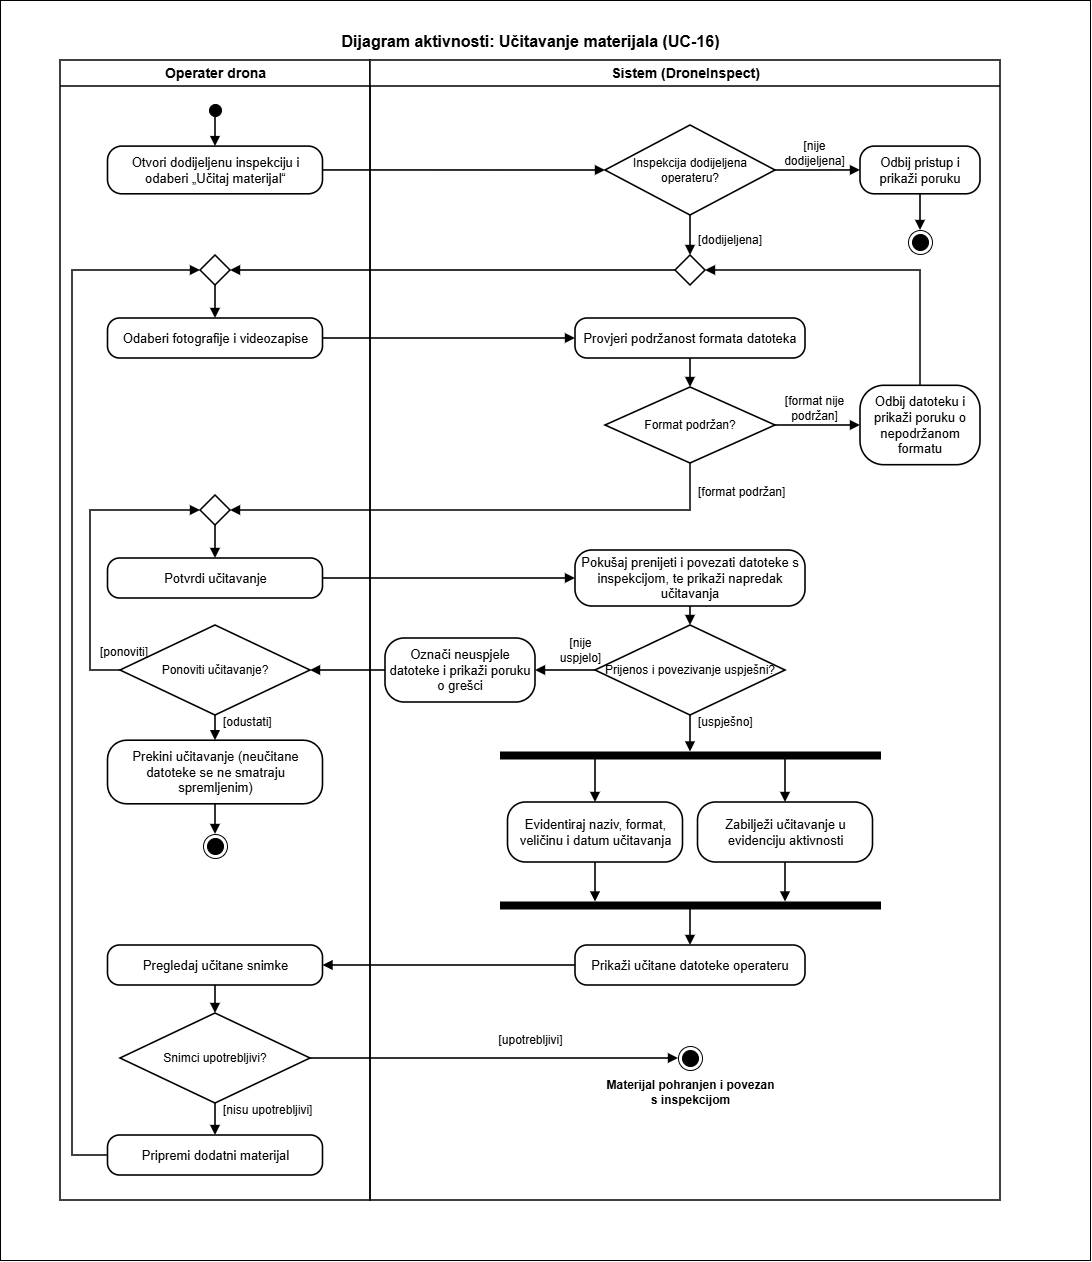 Dijagram aktivnosti: Učitavanje materijala (UC-16)
Operater drona
Sistem (DroneInspect)
Otvori dodijeljenu inspekciju i
odaberi „Učitaj materijal“
Inspekcija dodijeljena
operateru?
[nije
dodijeljena]
Odbij pristup i
prikaži poruku
[dodijeljena]
Odaberi fotografije i videozapise
Provjeri podržanost formata datoteka
Format podržan?
[format nije
podržan]
Odbij datoteku i
prikaži poruku o
nepodržanom
formatu
[format podržan]
Potvrdi učitavanje
Pokušaj prenijeti i povezati datoteke s
inspekcijom, te prikaži napredak
učitavanja
[ponoviti]
Ponoviti učitavanje?
Označi neuspjele
datoteke i prikaži poruku
o grešci
[nije
uspjelo]
Prijenos i povezivanje uspješni?
[odustati]
[uspješno]
Prekini učitavanje (neučitane
datoteke se ne smatraju
spremljenim)
Evidentiraj naziv, format,
veličinu i datum učitavanja
Zabilježi učitavanje u
evidenciju aktivnosti
Pregledaj učitane snimke
Prikaži učitane datoteke operateru
Snimci upotrebljivi?
[upotrebljivi]
Materijal pohranjen i povezan
s inspekcijom
[nisu upotrebljivi]
Pripremi dodatni materijal